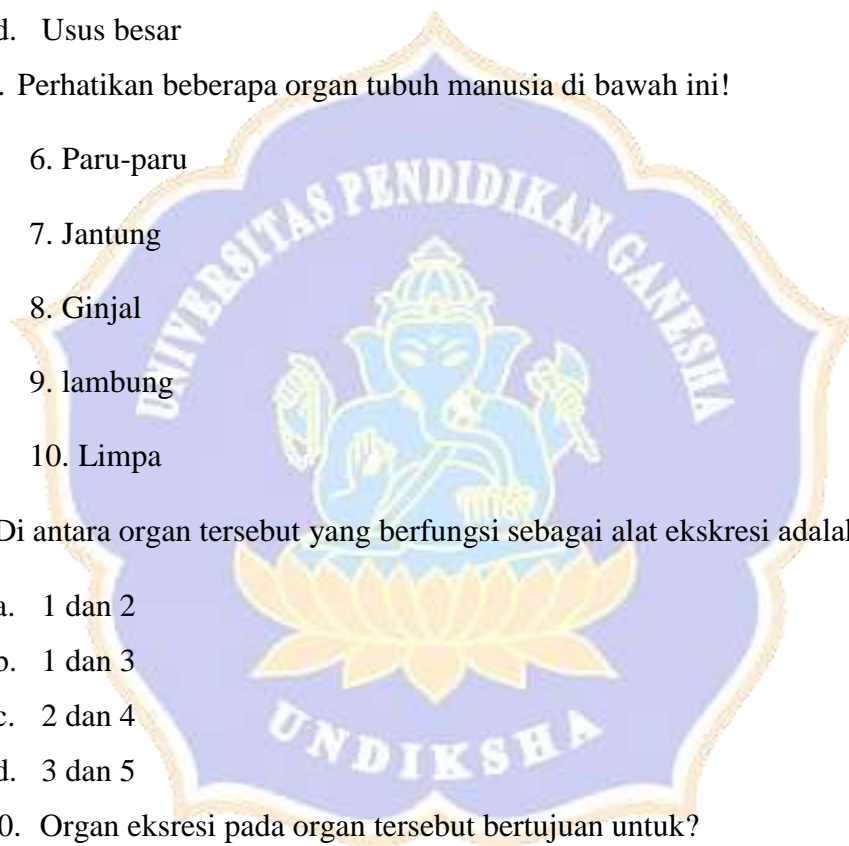 d. Usus besar
. Perhatikan beberapa organ tubuh manusia di bawah ini!
6. Paru-paru
7. Jantung
8. Ginjal
9. lambung
10. Limpa
Di antara organ tersebut yang berfungsi sebagai alat ekskresi adalah
a. 1 dan 2
b. 1 dan 3
c. 2 dan 4
d. 3 dan 5
0. Organ eksresi pada organ tersebut bertujuan untuk?
UNIVERSITAS PENDIDIKAN GANESHA
UNDIKSHA